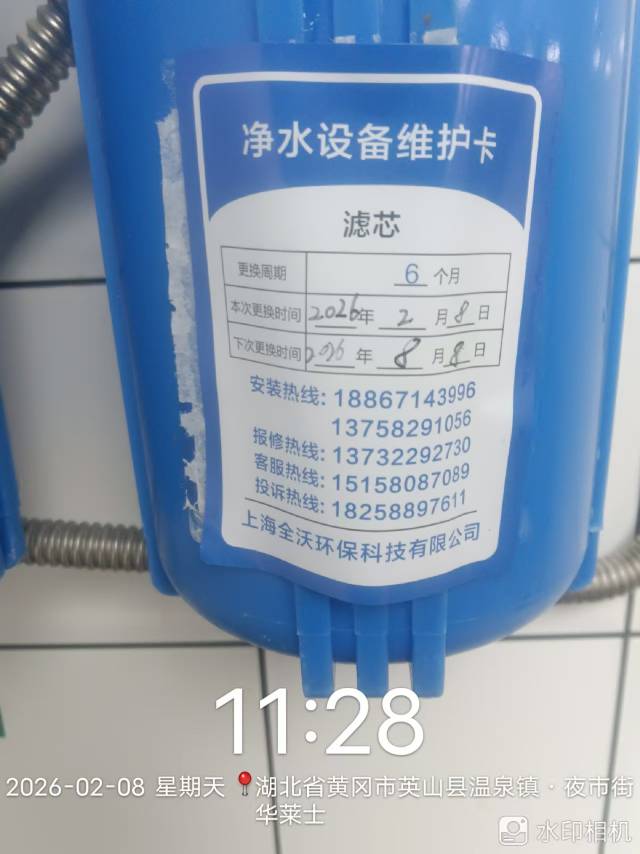 净水设备维护卡
滤芯
更换周期 6 个月
本次更换时间 2026年 2 月 8 日
下次更换时间 2026 年 8 月 8 日
安装热线: 18867143996
13758291056
报修热线: 13732292730
客服热线: 15158087089
投诉热线: 18258897611
上海全沃环保科技有限公司
11:28
2026-02-08 星期天 湖北省黄冈市英山县温泉镇·夜市街
华莱士
水印相机